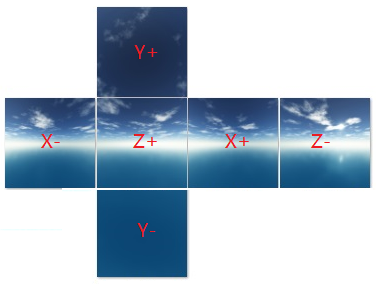 Y+
X- Z+ X+ Z-
Y-